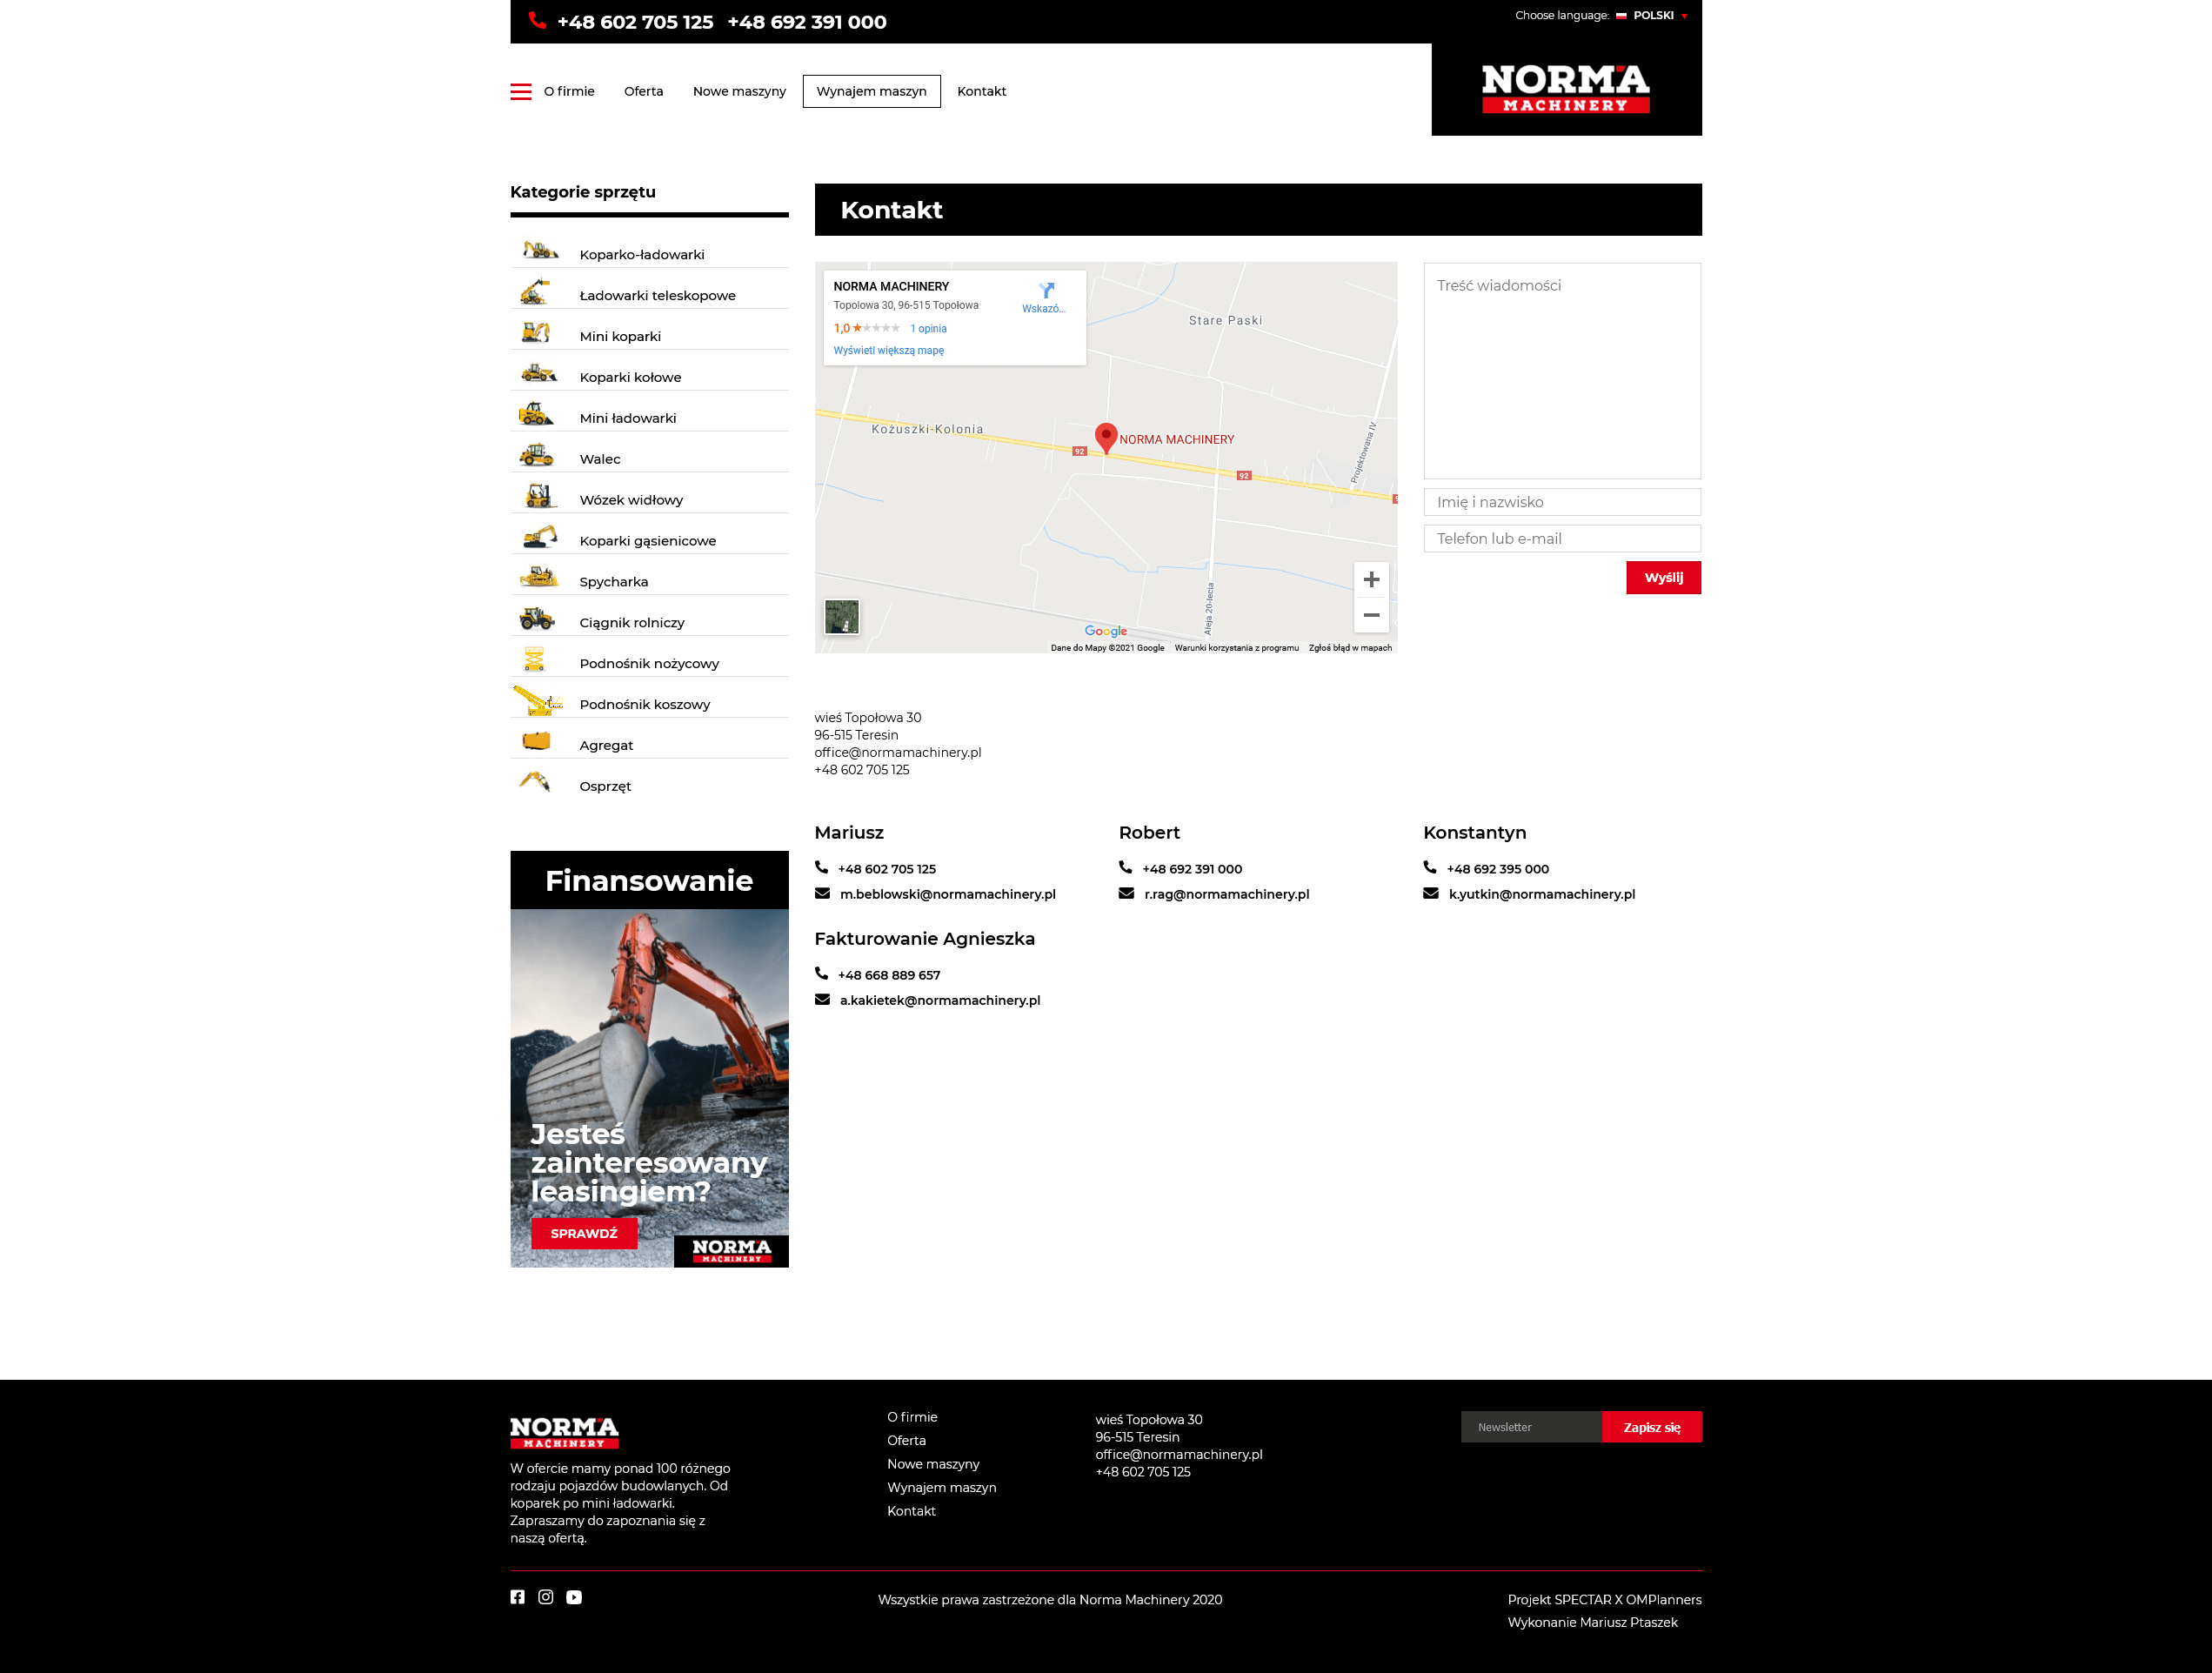 +48 602 705 125 +48 692 391 000
Choose language: POLSKI
O firmie Oferta Nowe maszyny Wynajem maszyn Kontakt
NORMA
MACHINERY
Kategorie sprzętu
Koparko-ładowarki
Ładowarki teleskopowe
Mini koparki
Koparki kołowe
Mini ładowarki
Walec
Wózek widłowy
Koparki gąsienicowe
Spycharka
Ciągnik rolniczy
Podnośnik nożycowy
Podnośnik koszowy
Agregat
Osprzęt
Finansowanie
Jesteś
zainteresowany
leasingiem?
SPRAWDŹ
NORMA
MACHINERY
Kontakt
NORMA MACHINERY
Topolowa 30, 96-515 Topołowa
1,0 1 opinia
Wyświetl większą mapę
Wskazó...
Stare Paski
Kożuszki-Kolonia
NORMA MACHINERY
92
92
Projektowana IV
Aleja 20-lecia
Google
Dane do Mapy ©2021 Google Warunki korzystania z programu Zgłoś błąd w mapach
Treść wiadomości
Imię i nazwisko
Telefon lub e-mail
Wyślij
wieś Topołowa 30
96-515 Teresin
office@normamachinery.pl
+48 602 705 125
Mariusz
+48 602 705 125
m.beblowski@normamachinery.pl
Robert
+48 692 391 000
r.rag@normamachinery.pl
Konstantyn
+48 692 395 000
k.yutkin@normamachinery.pl
Fakturowanie Agnieszka
+48 668 889 657
a.kakietek@normamachinery.pl
NORMA
MACHINERY
W ofercie mamy ponad 100 różnego
rodzaju pojazdów budowlanych. Od
koparek po mini ładowarki.
Zapraszamy do zapoznania się z
naszą ofertą.
O firmie
Oferta
Nowe maszyny
Wynajem maszyn
Kontakt
wieś Topołowa 30
96-515 Teresin
office@normamachinery.pl
+48 602 705 125
Newsletter
Zapisz się
Wszystkie prawa zastrzeżone dla Norma Machinery 2020
Projekt SPECTAR X OMPlanners
Wykonanie Mariusz Ptaszek